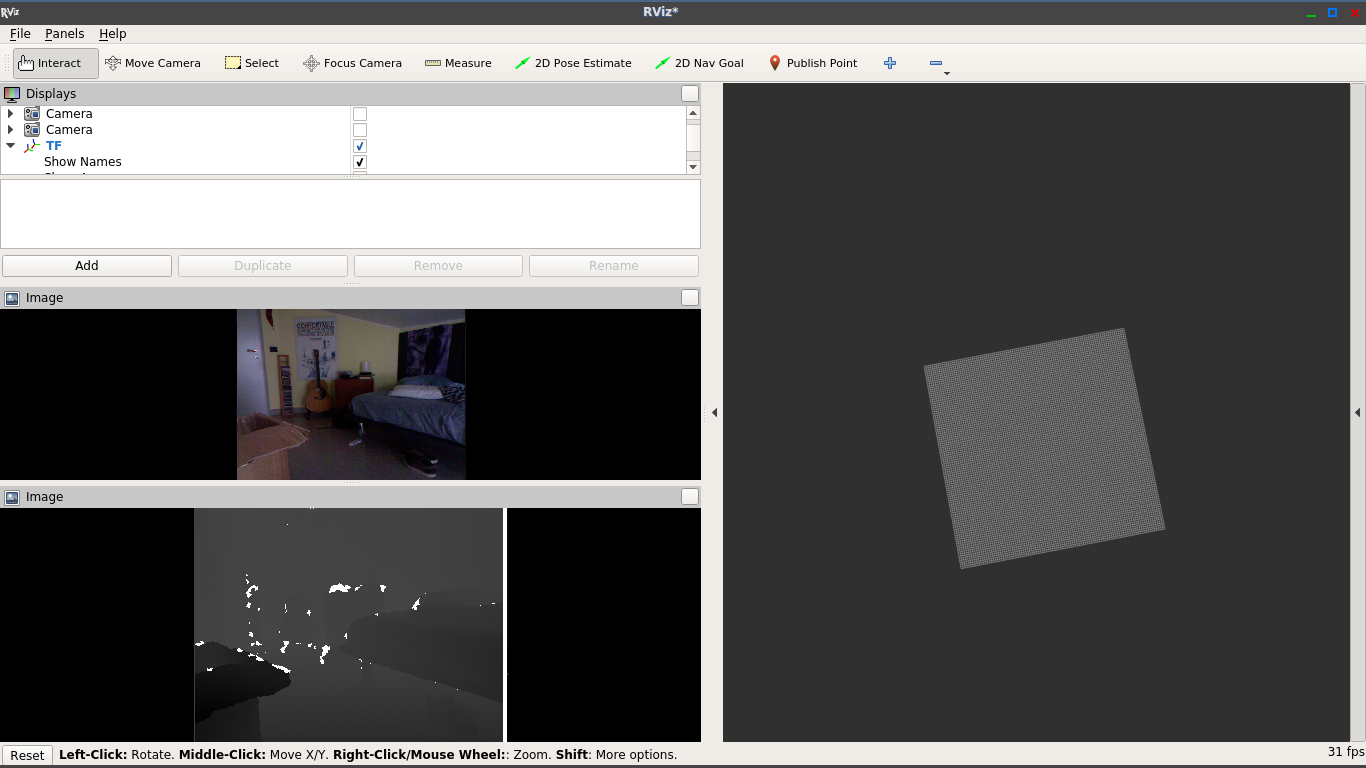 RViz
RViz*
File Panels Help
Interact Move Camera Select Focus Camera Measure 2D Pose Estimate 2D Nav Goal Publish Point
Displays
Camera
Camera
TF
Show Names
Add Duplicate Remove Rename
Image
COMFORTABLE
Image
Reset Left-Click: Rotate. Middle-Click: Move X/Y. Right-Click/Mouse Wheel:: Zoom. Shift: More options.
31 fps